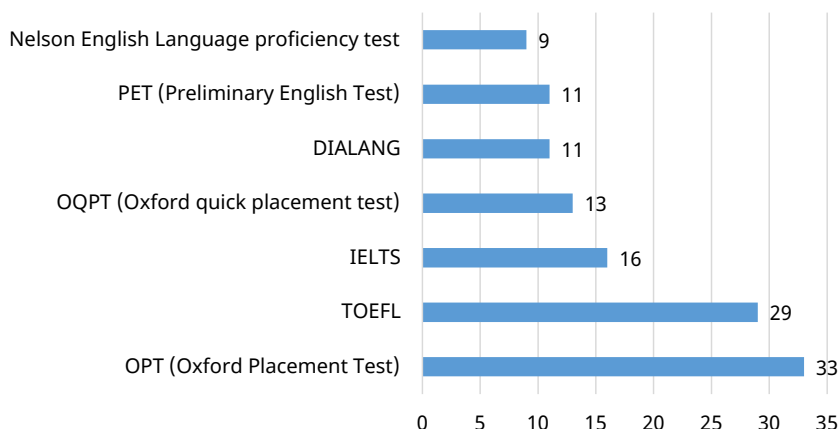 Nelson English Language proficiency test 9
PET (Preliminary English Test) 11
DIALANG 11
OQPT (Oxford quick placement test) 13
IELTS 16
TOEFL 29
OPT (Oxford Placement Test) 33
0 5 10 15 20 25 30 35